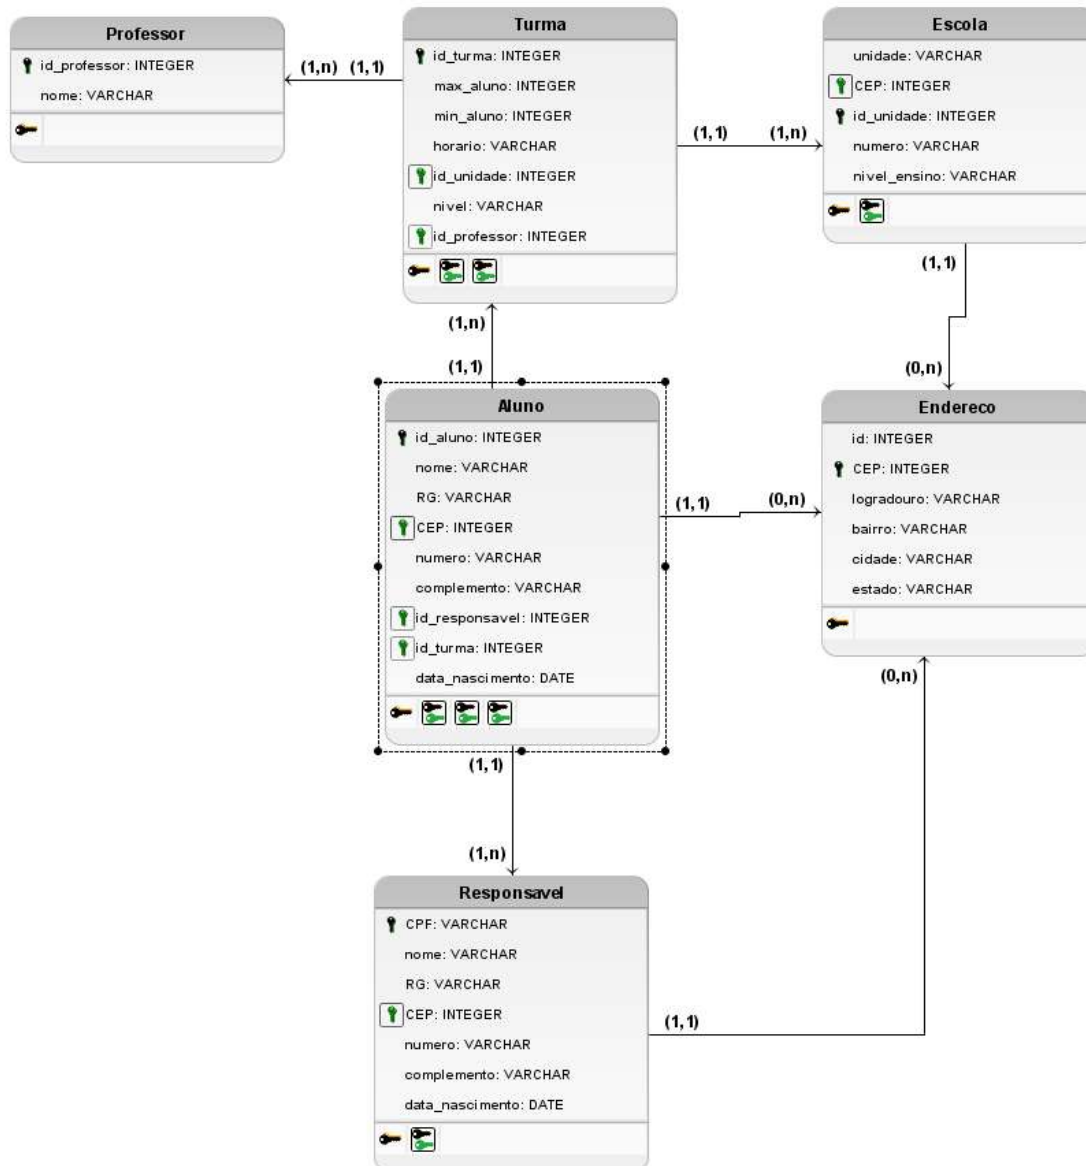 Professor
id_professor: INTEGER
nome: VARCHAR
(1,n) (1,1)
Turma
id_turma: INTEGER
max_aluno: INTEGER
min_aluno: INTEGER
horario: VARCHAR
id_unidade: INTEGER
nivel: VARCHAR
id_professor: INTEGER
(1,1) (1,n)
Escola
unidade: VARCHAR
CEP: INTEGER
id_unidade: INTEGER
numero: VARCHAR
nivel_ensino: VARCHAR
(1,1)
(0,n)
(1,n)
(1,1)
Aluno
id_aluno: INTEGER
nome: VARCHAR
RG: VARCHAR
CEP: INTEGER
numero: VARCHAR
complemento: VARCHAR
id_responsavel: INTEGER
id_turma: INTEGER
data_nascimento: DATE
(1,1) (0,n)
Endereco
id: INTEGER
CEP: INTEGER
logradouro: VARCHAR
bairro: VARCHAR
cidade: VARCHAR
estado: VARCHAR
(0,n)
(1,1)
(1,n)
Responsavel
CPF: VARCHAR
nome: VARCHAR
RG: VARCHAR
CEP: INTEGER
numero: VARCHAR
complemento: VARCHAR
data_nascimento: DATE
(1,1)